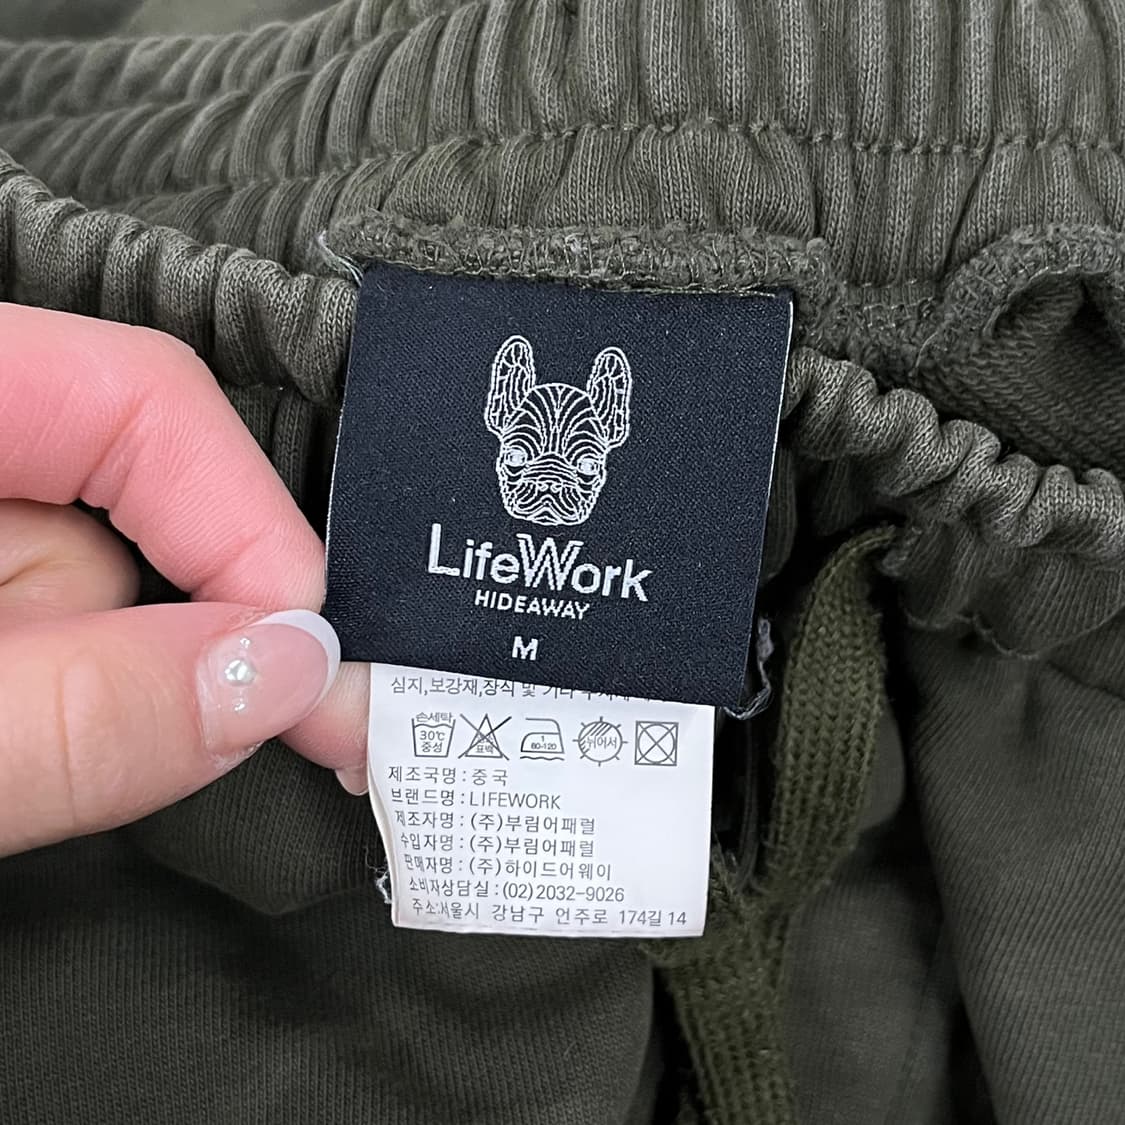 LifeWork
HIDEAWAY
M
심지,보강재,장식 및 기타
손세탁
30℃
중성
표백
1
80-120
뉘어서
제조국명:중국
브랜드명:LIFEWORK
제조자명:(주)부림어패럴
수입자명:(주)부림어패럴
판매자명:(주)하이드어웨이
소비자상담실:(02)2032-9026
주소:서울시 강남구 언주로 174길 14